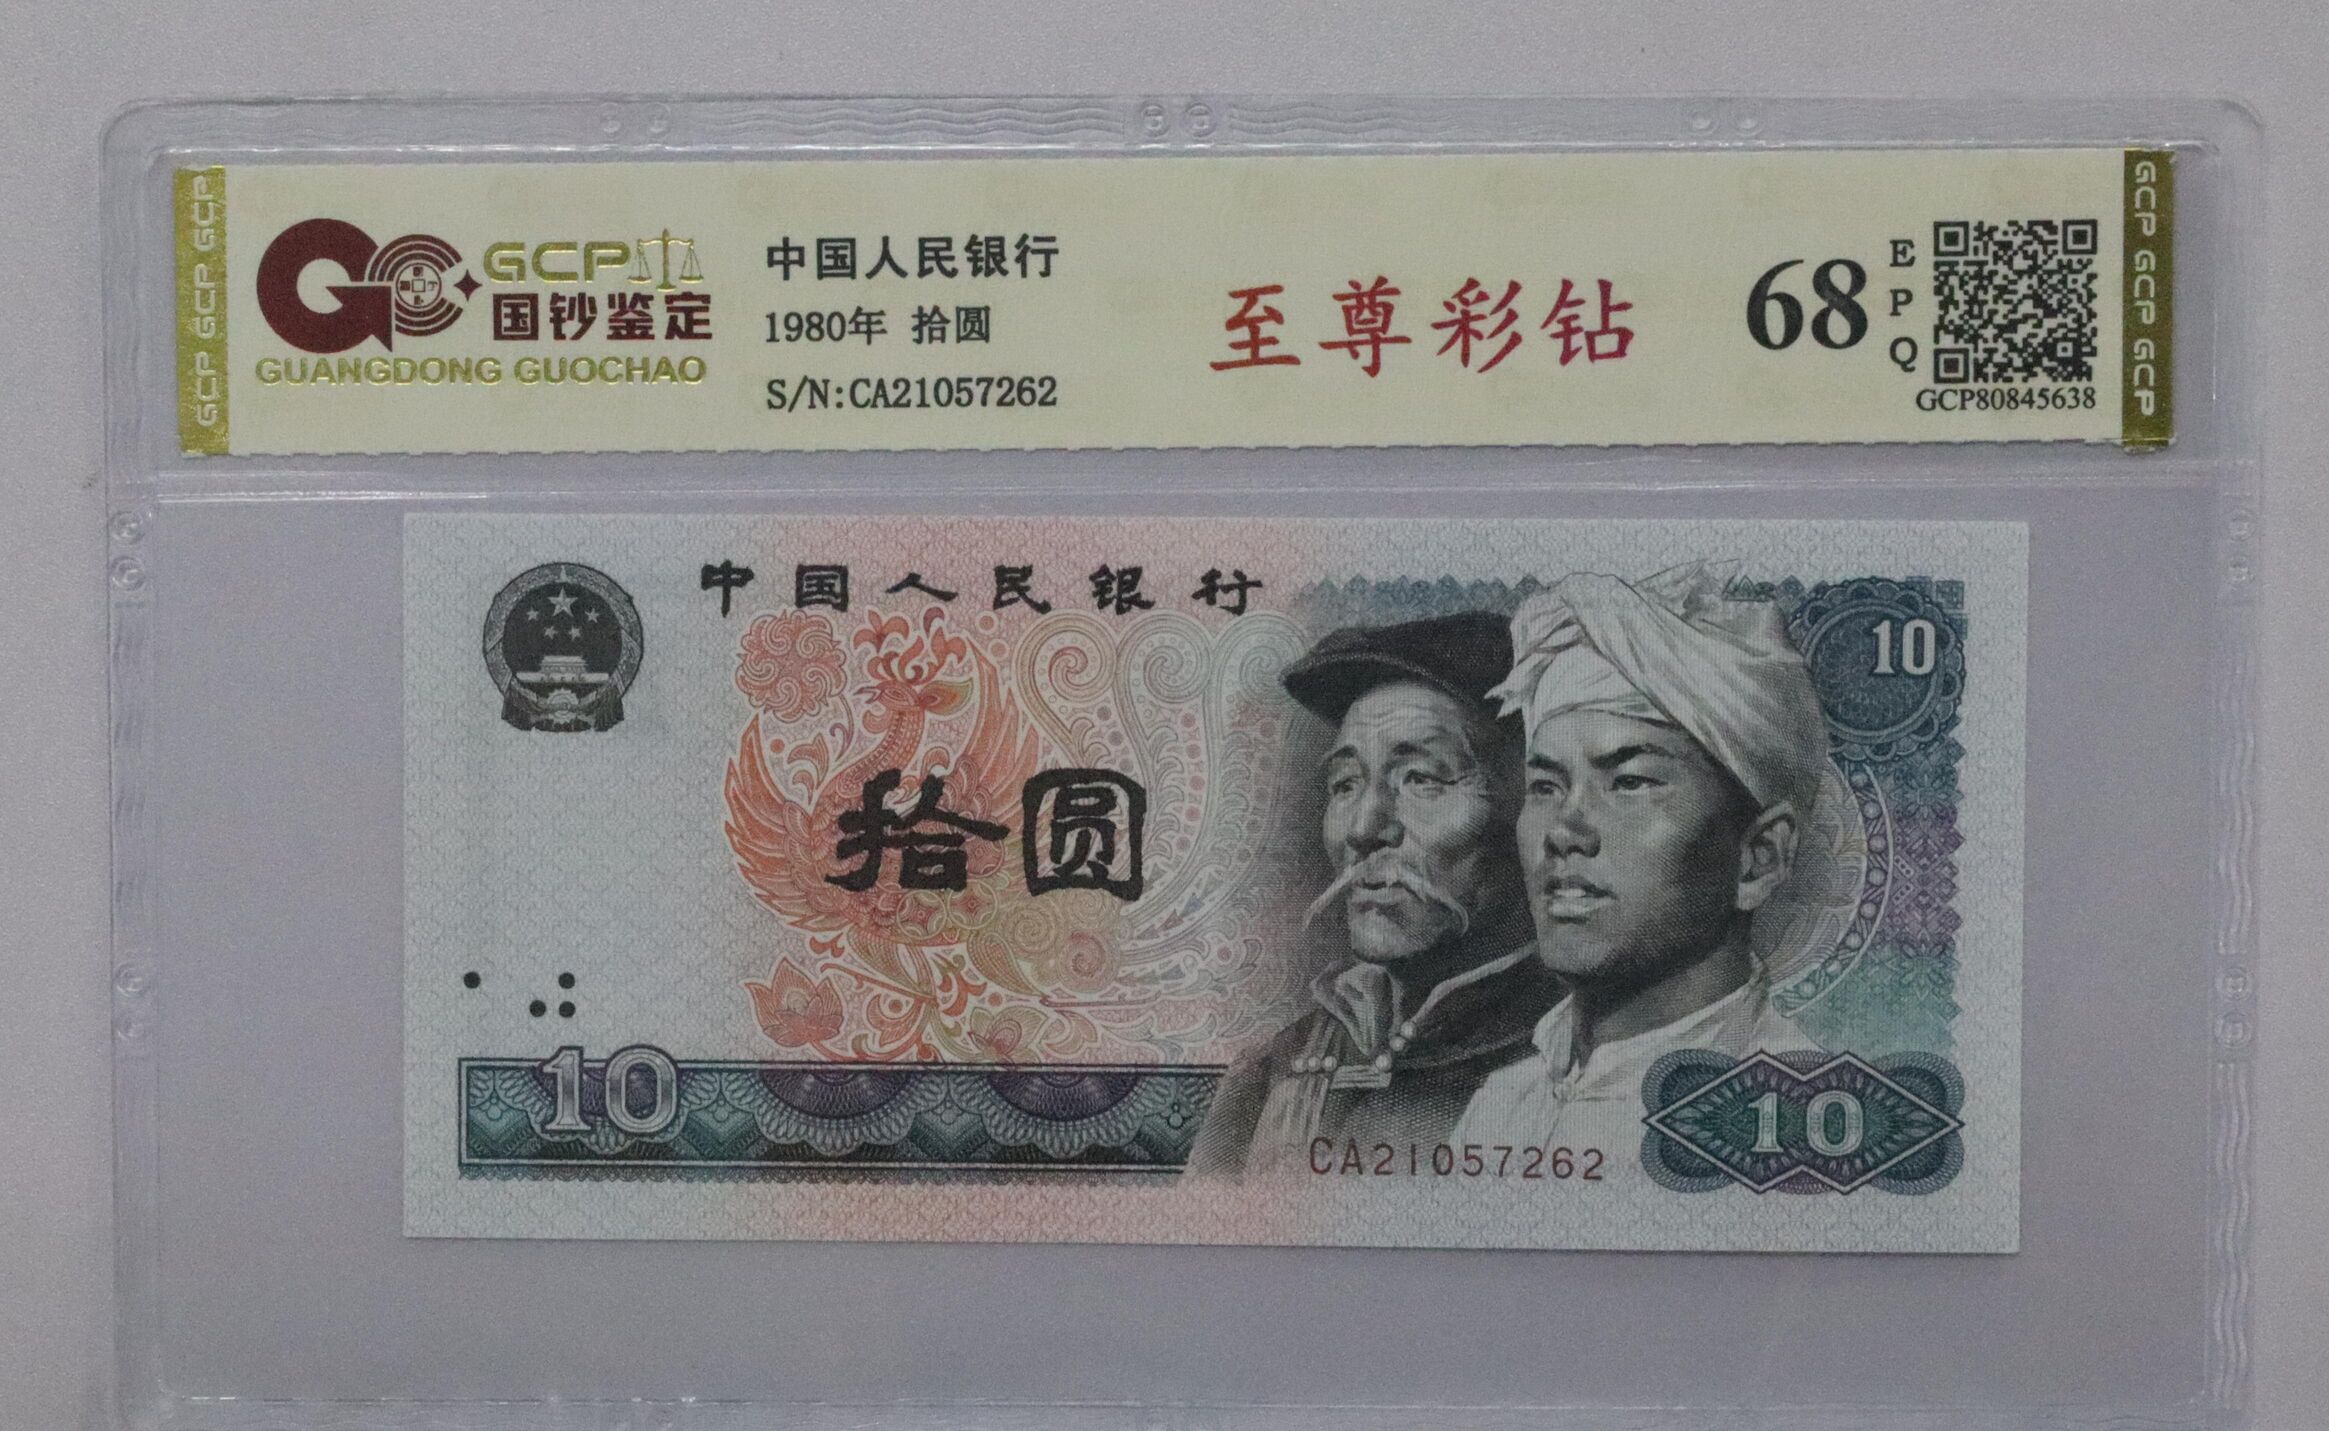 GCP
国钞鉴定
GUANGDONG GUOCHAO
中国人民银行
1980年 拾圆
S/N:CA21057262
至尊彩钻
68
EPQ
GCP80845638
GCP GCP GCP
GCP GCP GCP
中国人民银行
10
拾圆
10
CA21057262
10